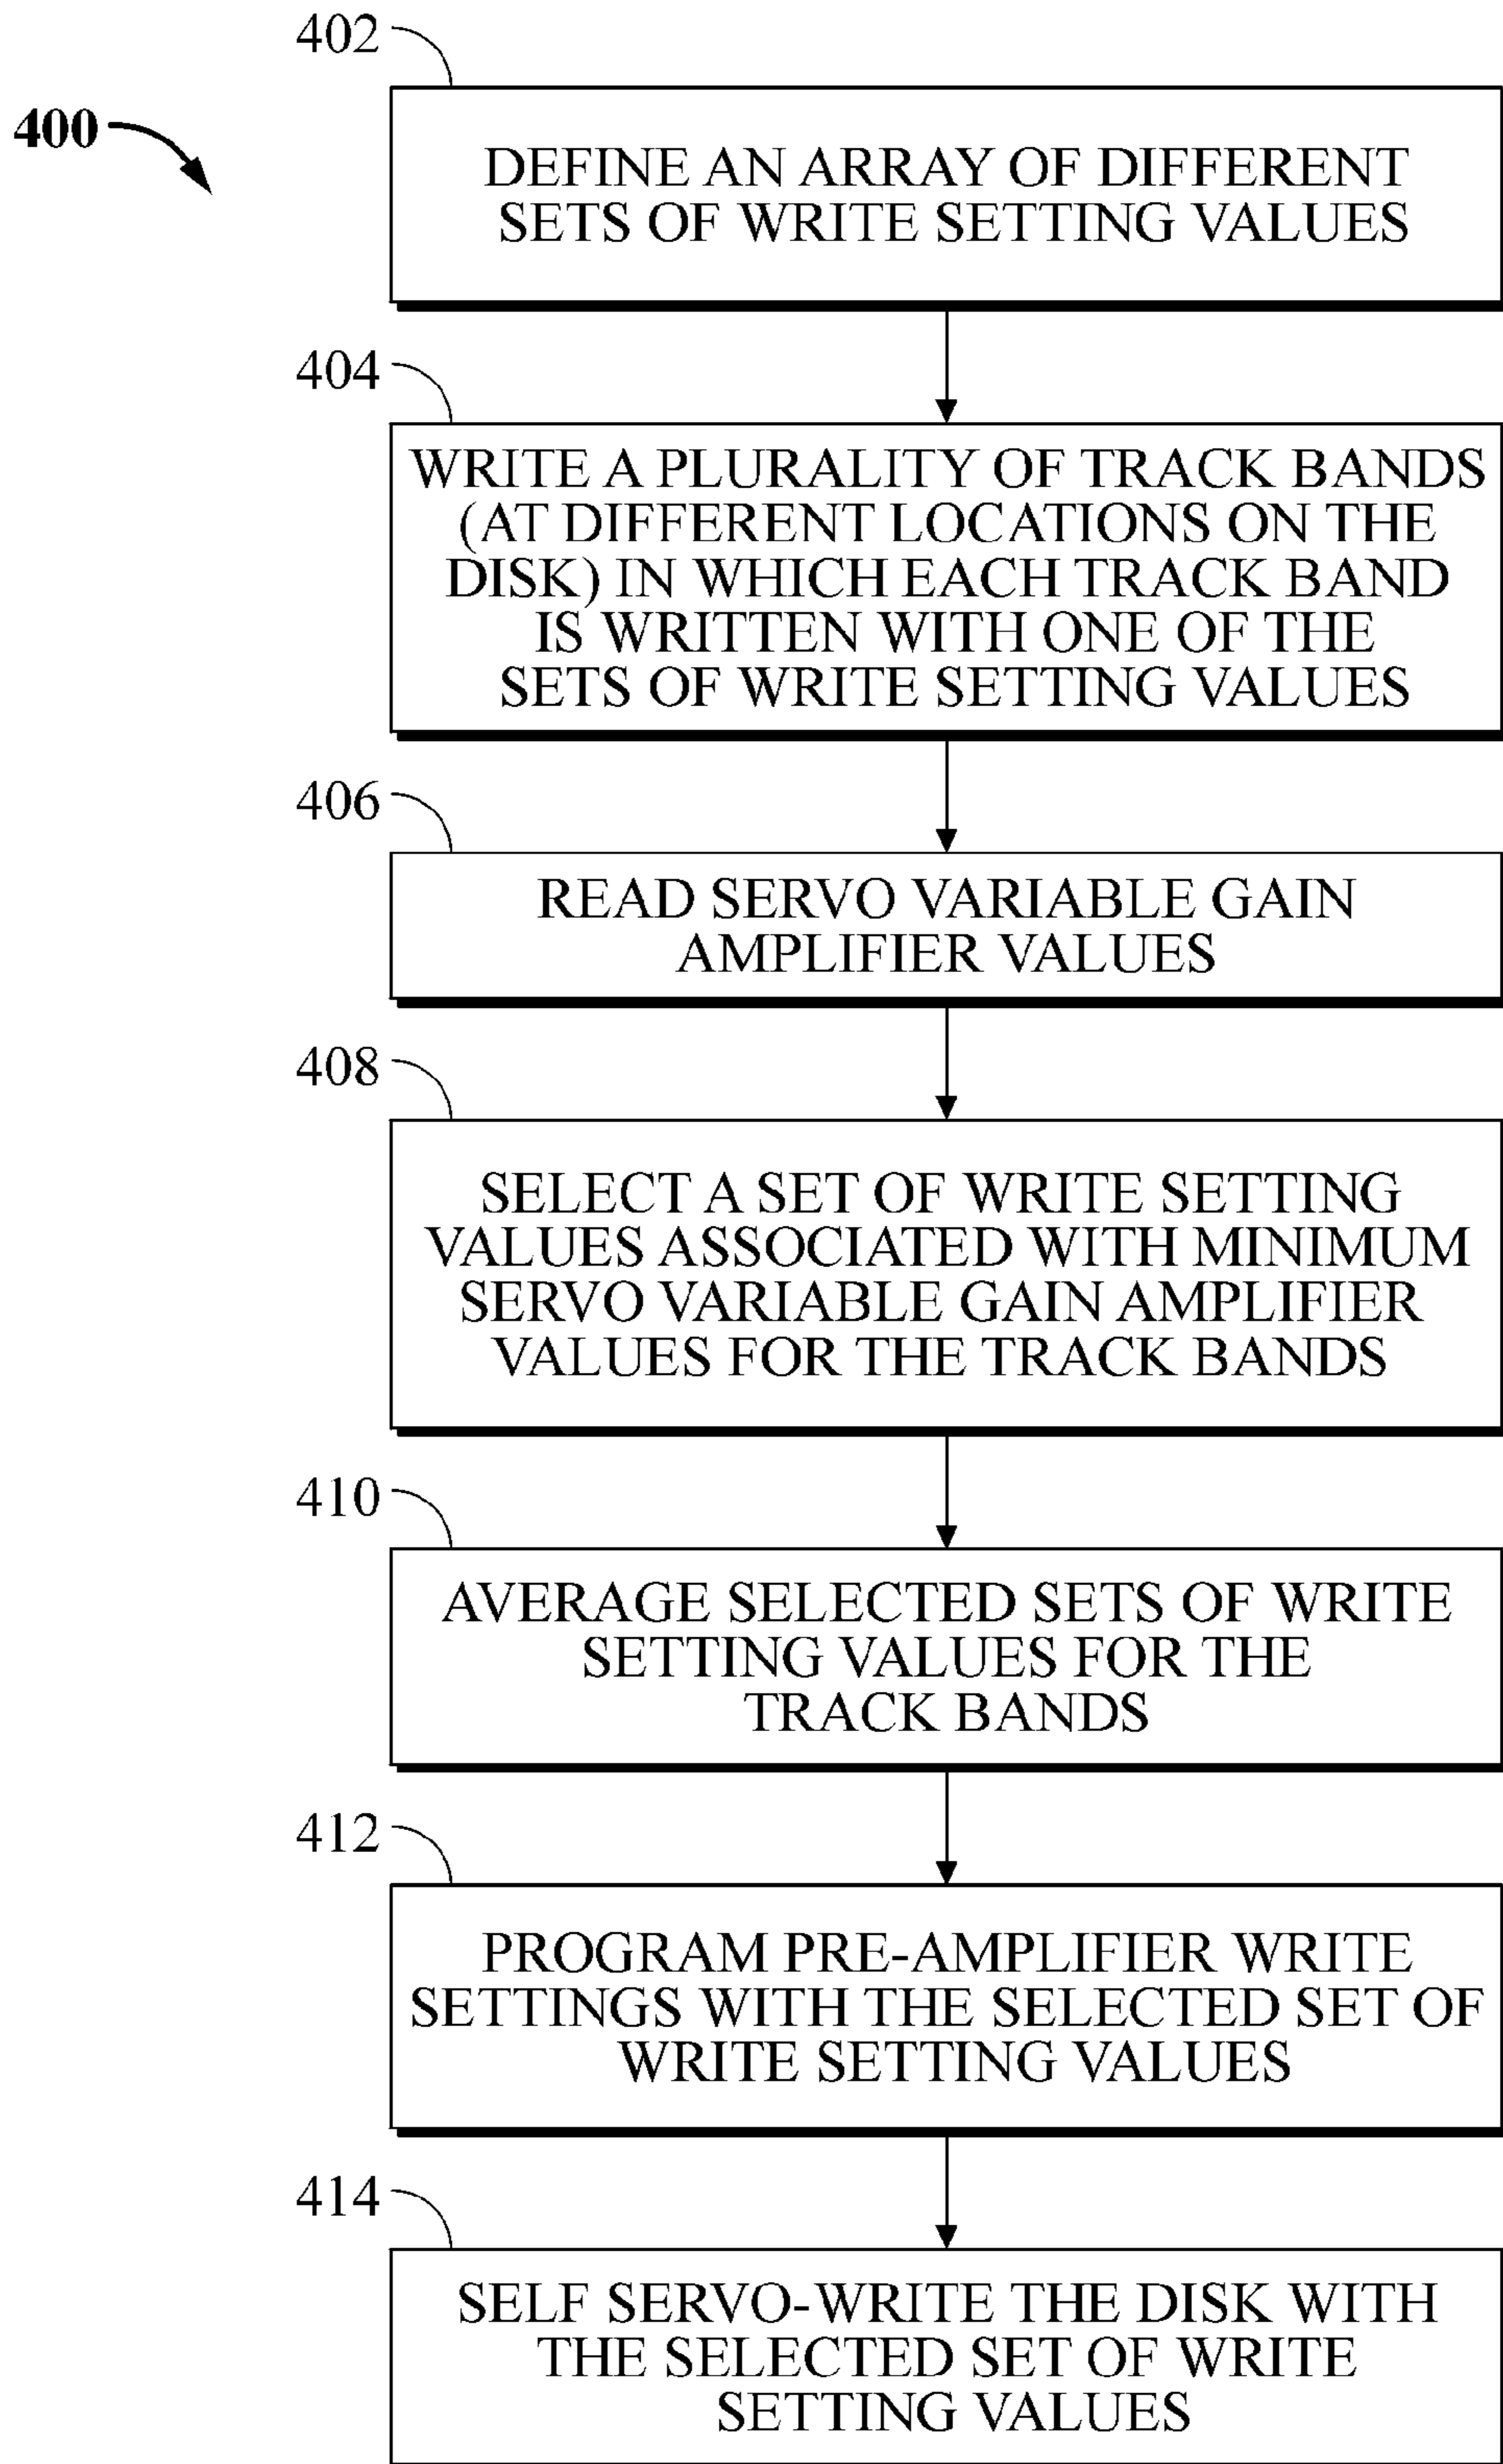 402
400
DEFINE AN ARRAY OF DIFFERENT
SETS OF WRITE SETTING VALUES
404
WRITE A PLURALITY OF TRACK BANDS
(AT DIFFERENT LOCATIONS ON THE
DISK) IN WHICH EACH TRACK BAND
IS WRITTEN WITH ONE OF THE
SETS OF WRITE SETTING VALUES
406
READ SERVO VARIABLE GAIN
AMPLIFIER VALUES
408
SELECT A SET OF WRITE SETTING
VALUES ASSOCIATED WITH MINIMUM
SERVO VARIABLE GAIN AMPLIFIER
VALUES FOR THE TRACK BANDS
410
AVERAGE SELECTED SETS OF WRITE
SETTING VALUES FOR THE
TRACK BANDS
412
PROGRAM PRE-AMPLIFIER WRITE
SETTINGS WITH THE SELECTED SET OF
WRITE SETTING VALUES
414
SELF SERVO-WRITE THE DISK WITH
THE SELECTED SET OF WRITE
SETTING VALUES